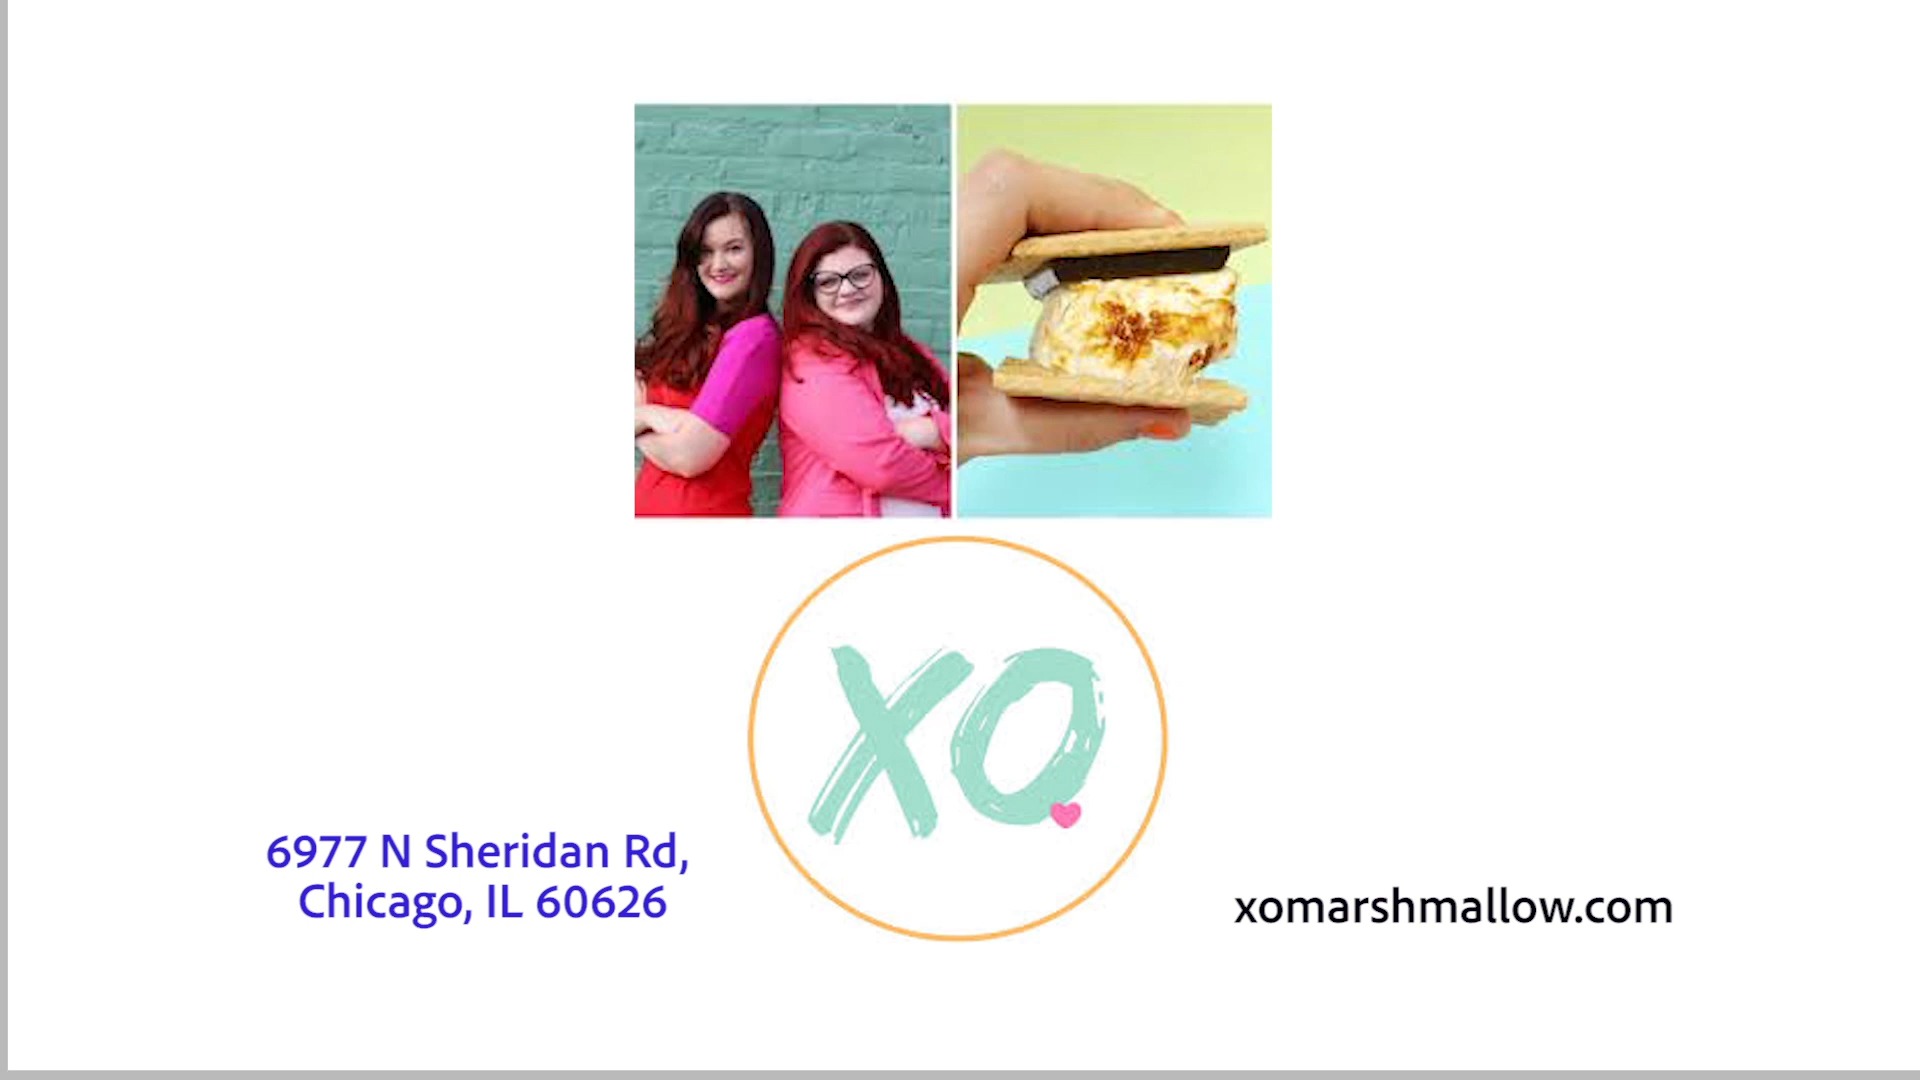 XO
6977 N Sheridan Rd,
Chicago, IL 60626
xomarshmallow.com